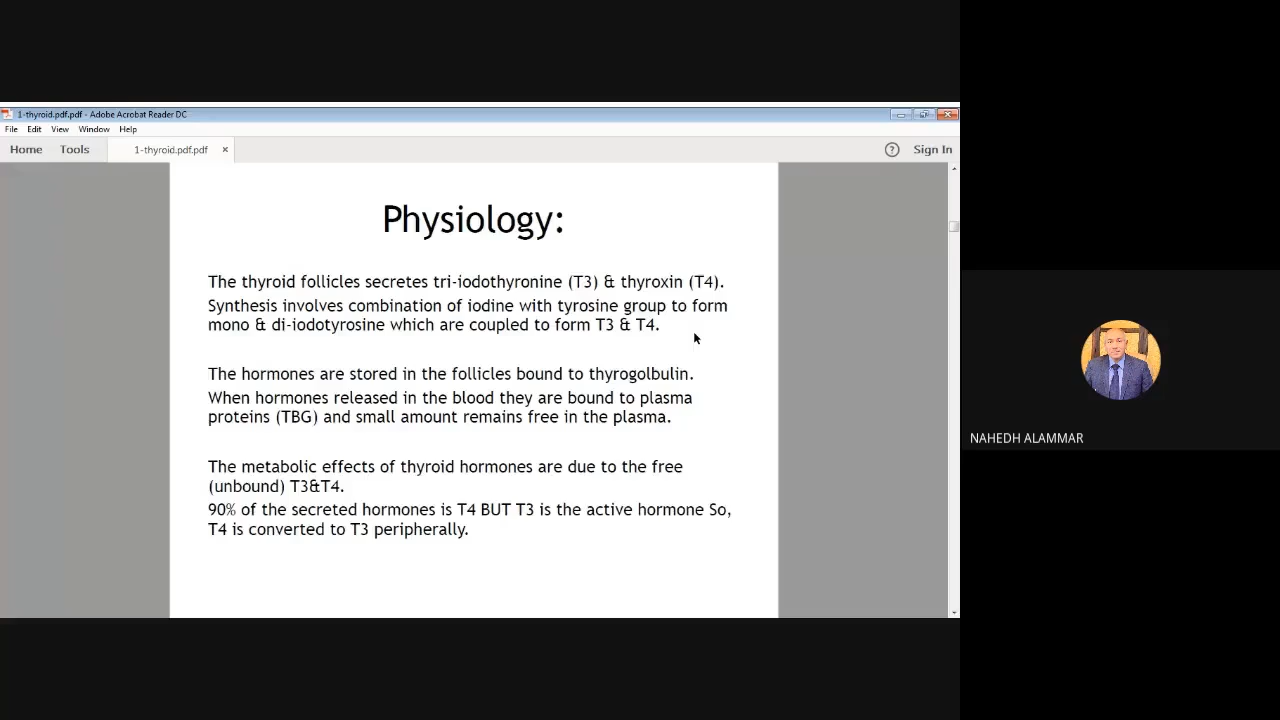 1-thyroid.pdf.pdf - Adobe Acrobat Reader DC
File Edit View Window Help
Home Tools 1-thyroid.pdf.pdf × ? Sign In
Physiology:
The thyroid follicles secretes tri-iodothyronine (T3) & thyroxin (T4).
Synthesis involves combination of iodine with tyrosine group to form
mono & di-iodotyrosine which are coupled to form T3 & T4.
The hormones are stored in the follicles bound to thyrogolbulin.
When hormones released in the blood they are bound to plasma
proteins (TBG) and small amount remains free in the plasma.
The metabolic effects of thyroid hormones are due to the free
(unbound) T3&T4.
90% of the secreted hormones is T4 BUT T3 is the active hormone So,
T4 is converted to T3 peripherally.
NAHEDH ALAMMAR